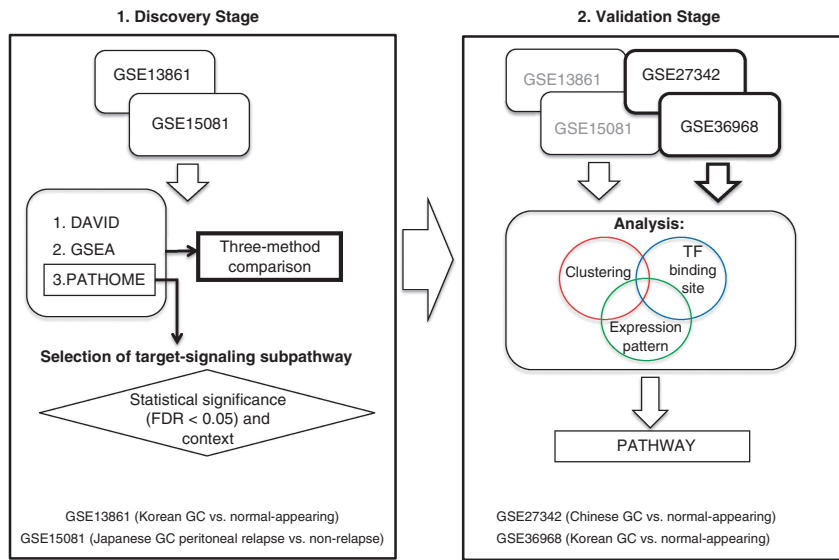 1. Discovery Stage
GSE13861
GSE15081
1. DAVID
2. GSEA
3.PATHOME
Three-method
comparison
Selection of target-signaling subpathway
Statistical significance
(FDR < 0.05) and
context
GSE13861 (Korean GC vs. normal-appearing)
GSE15081 (Japanese GC peritoneal relapse vs. non-relapse)
2. Validation Stage
GSE13861
GSE27342
GSE15081
GSE36968
Analysis:
Clustering
TF
binding
site
Expression
pattern
PATHWAY
GSE27342 (Chinese GC vs. normal-appearing)
GSE36968 (Korean GC vs. normal-appearing)